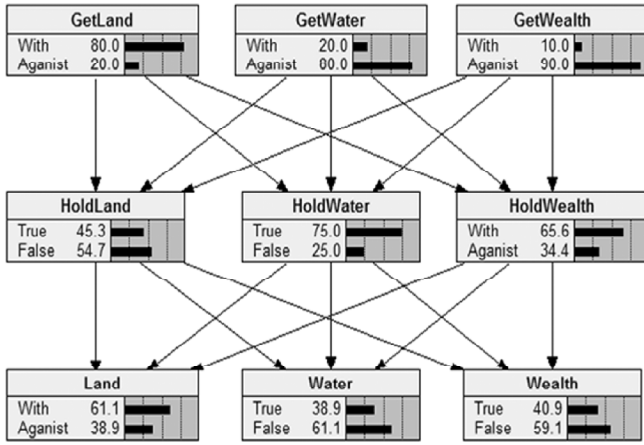 GetLand GetWater GetWealth
With 80.0 With 20.0 With 10.0
Aganist 20.0 Aganist 80.0 Aganist 90.0
HoldLand HoldWater HoldWealth
True 45.3 True 75.0 With 65.6
False 54.7 False 25.0 Aganist 34.4
Land Water Wealth
With 61.1 True 38.9 True 40.9
Aganist 38.9 False 61.1 False 59.1